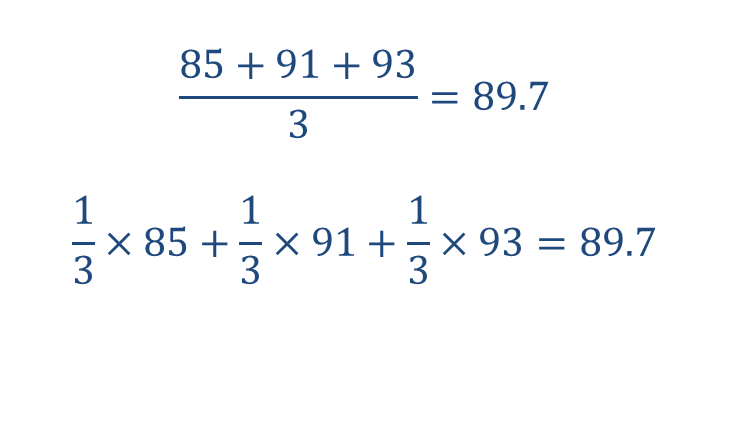 (85 + 91 + 93)/3 = 89.7
1/3 × 85 + 1/3 × 91 + 1/3 × 93 = 89.7